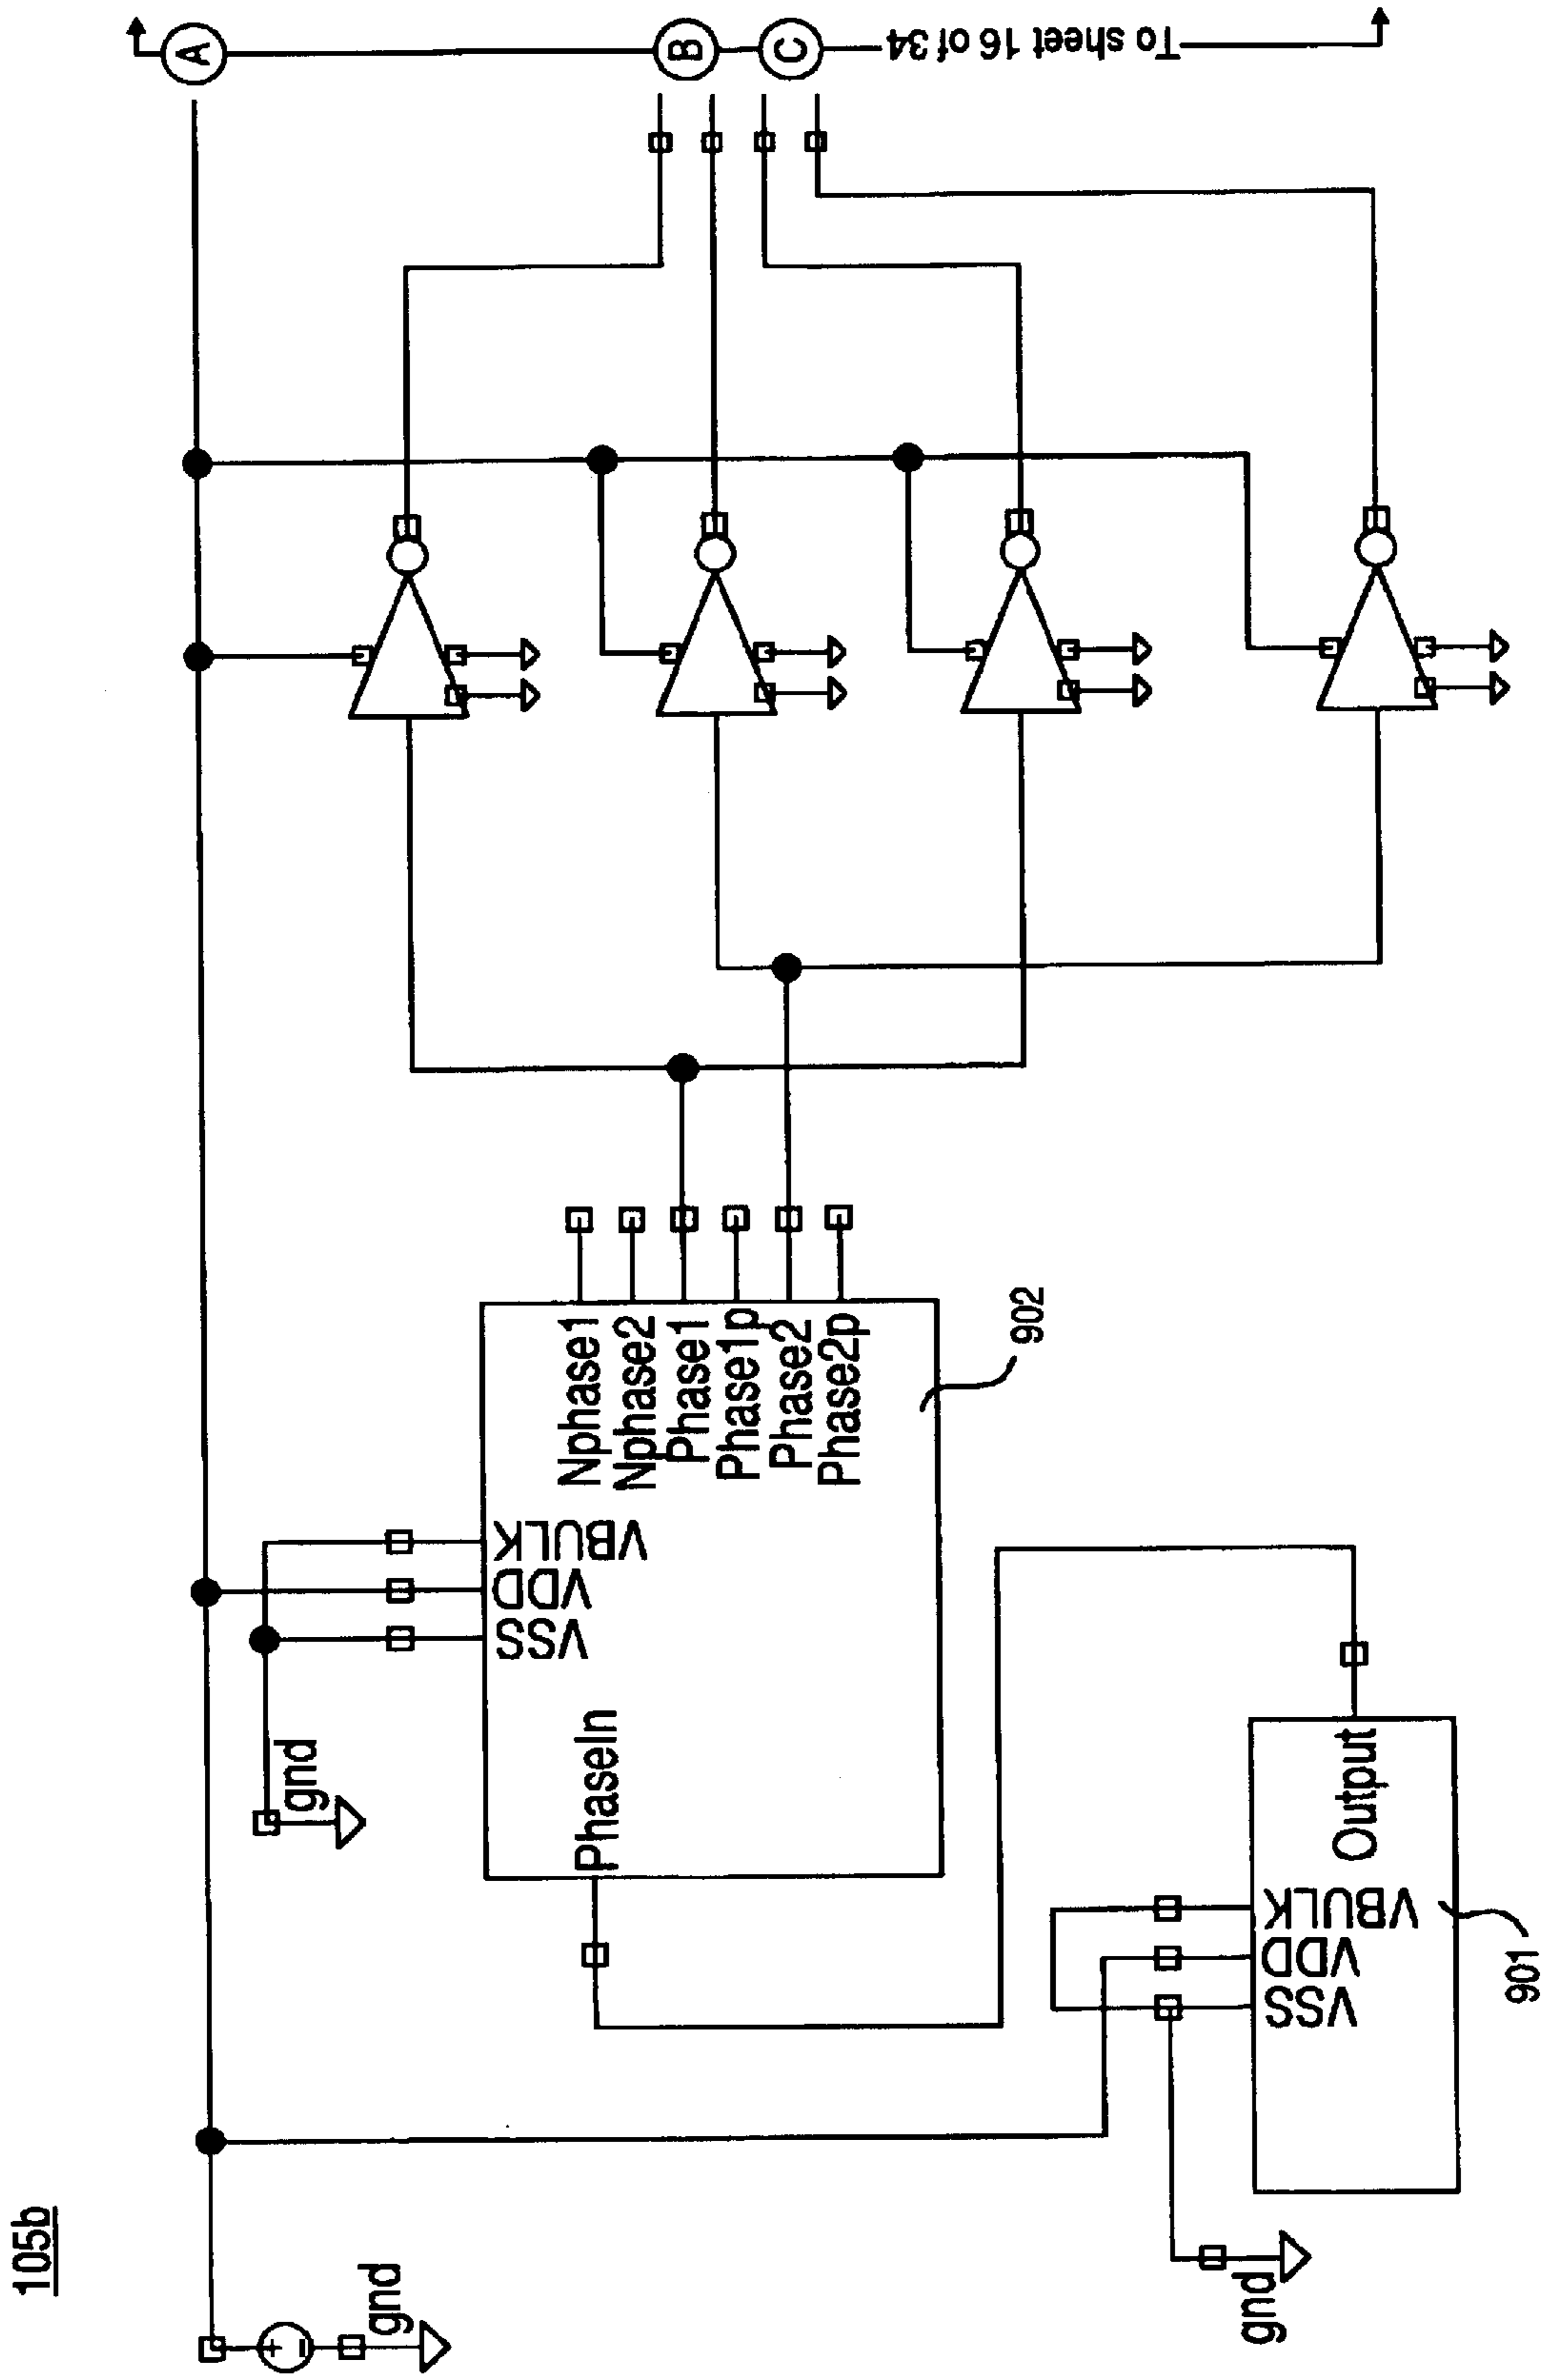 105b
A
B
C
To sheet 16 of 34
gnd
gnd
VSS
VDD
VBULK
PhaseIn
Nphase1
Nphase2
Phase1
Phase1p
Phase2
Phase2p
902
gnd
VSS
VDD
VBULK
Output
901